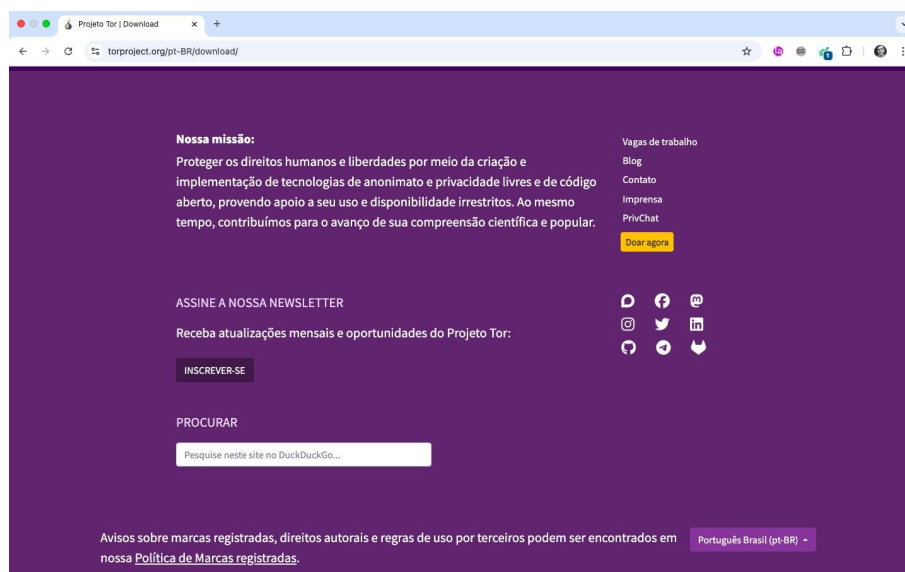 Projeto Tor | Download
torproject.org/pt-BR/download/
1
Nossa missão:
Proteger os direitos humanos e liberdades por meio da criação e
implementação de tecnologias de anonimato e privacidade livres e de código
aberto, provendo apoio a seu uso e disponibilidade irrestritos. Ao mesmo
tempo, contribuímos para o avanço de sua compreensão científica e popular.
Vagas de trabalho
Blog
Contato
Imprensa
PrivChat
Doar agora
ASSINE A NOSSA NEWSLETTER
Receba atualizações mensais e oportunidades do Projeto Tor:
INSCREVER-SE
PROCURAR
Pesquise neste site no DuckDuckGo...
Avisos sobre marcas registradas, direitos autorais e regras de uso por terceiros podem ser encontrados em
nossa Política de Marcas registradas.
Português Brasil (pt-BR)